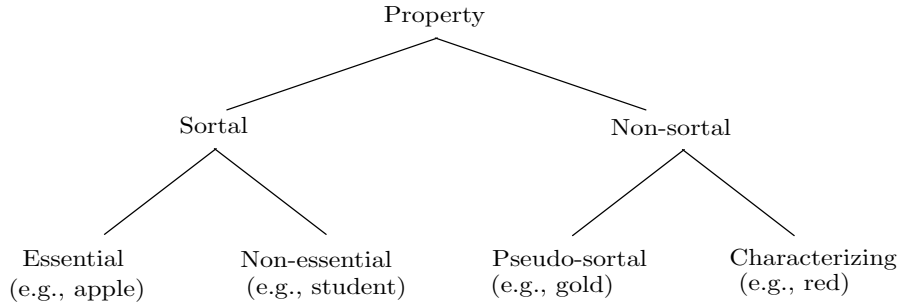 Property
Sortal
Non-sortal
Essential
(e.g., apple)
Non-essential
(e.g., student)
Pseudo-sortal
(e.g., gold)
Characterizing
(e.g., red)